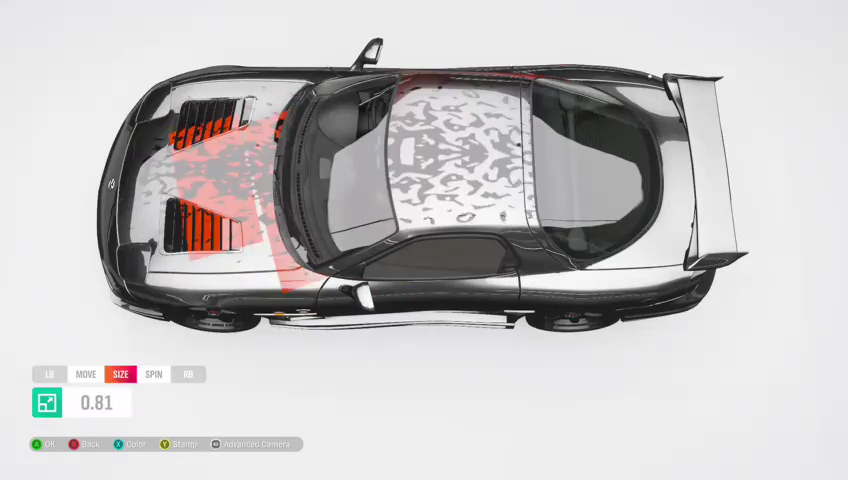 LB MOVE SIZE SPIN RB
0.81
A OK B Back X Color Y Stamp Advanced Camera